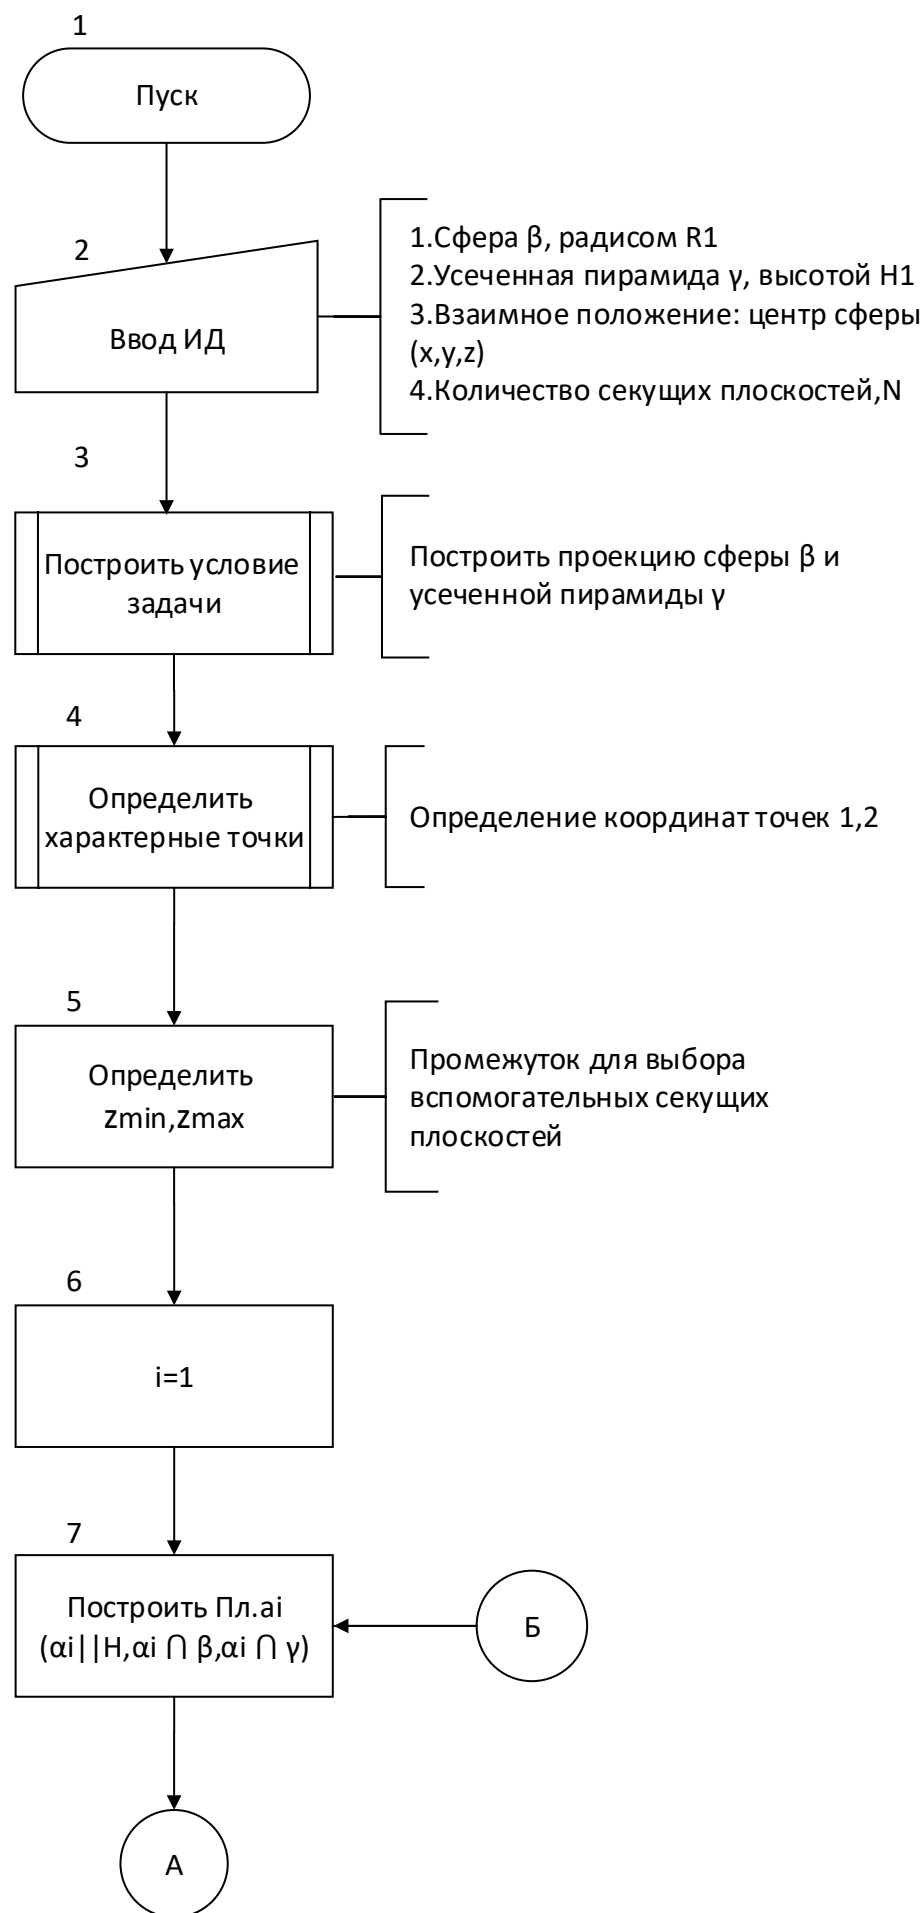 1
Пуск
2
Ввод ИД
1.Сфера β, радисом R1
2.Усеченная пирамида γ, высотой H1
3.Взаимное положение: центр сферы
(x,y,z)
4.Количество секущих плоскостей,N
3
Построить условие
задачи
Построить проекцию сферы β и
усеченной пирамиды γ
4
Определить
характерные точки
Определение координат точек 1,2
5
Определить
zmin,zmax
Промежуток для выбора
вспомогательных секущих
плоскостей
6
i=1
7
Построить Пл.ai
(αi||H,αi ⋂ β,αi ⋂ γ)
Б
А